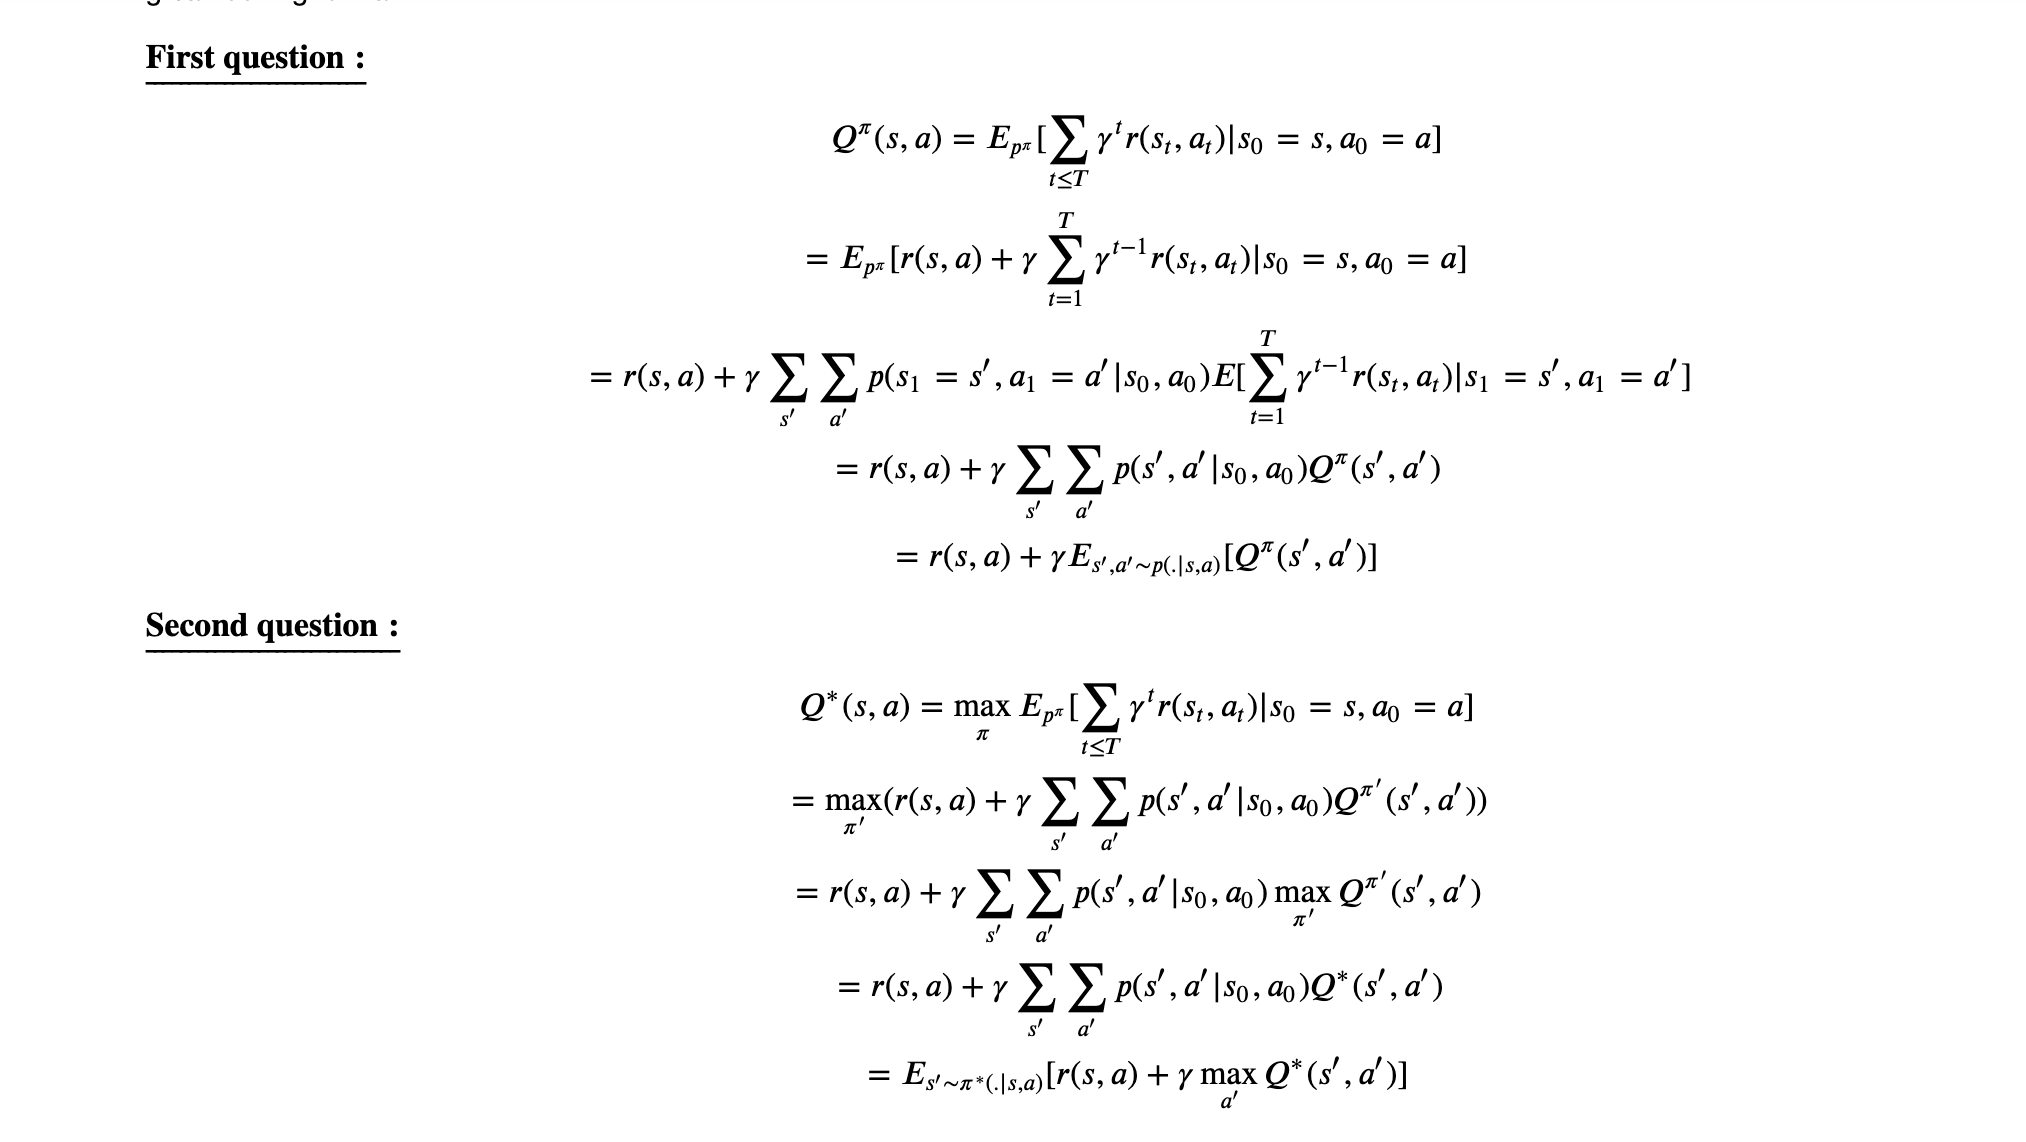 First question :
Q^π(s, a) = E_{p^π}[∑_{t≤T} γ^t r(s_t, a_t)|s_0 = s, a_0 = a]
= E_{p^π}[r(s, a) + γ ∑_{t=1}^{T} γ^{t−1} r(s_t, a_t)|s_0 = s, a_0 = a]
= r(s, a) + γ ∑_{s′} ∑_{a′} p(s_1 = s′, a_1 = a′|s_0, a_0)E[∑_{t=1}^{T} γ^{t−1} r(s_t, a_t)|s_1 = s′, a_1 = a′]
= r(s, a) + γ ∑_{s′} ∑_{a′} p(s′, a′|s_0, a_0)Q^π(s′, a′)
= r(s, a) + γE_{s′,a′∼p(.|s,a)}[Q^π(s′, a′)]
Second question :
Q^*(s, a) = max_π E_{p^π}[∑_{t≤T} γ^t r(s_t, a_t)|s_0 = s, a_0 = a]
= max_{π′}(r(s, a) + γ ∑_{s′} ∑_{a′} p(s′, a′|s_0, a_0)Q^{π′}(s′, a′))
= r(s, a) + γ ∑_{s′} ∑_{a′} p(s′, a′|s_0, a_0) max_{π′} Q^{π′}(s′, a′)
= r(s, a) + γ ∑_{s′} ∑_{a′} p(s′, a′|s_0, a_0)Q^*(s′, a′)
= E_{s′∼π^*(.|s,a)}[r(s, a) + γ max_{a′} Q^*(s′, a′)]